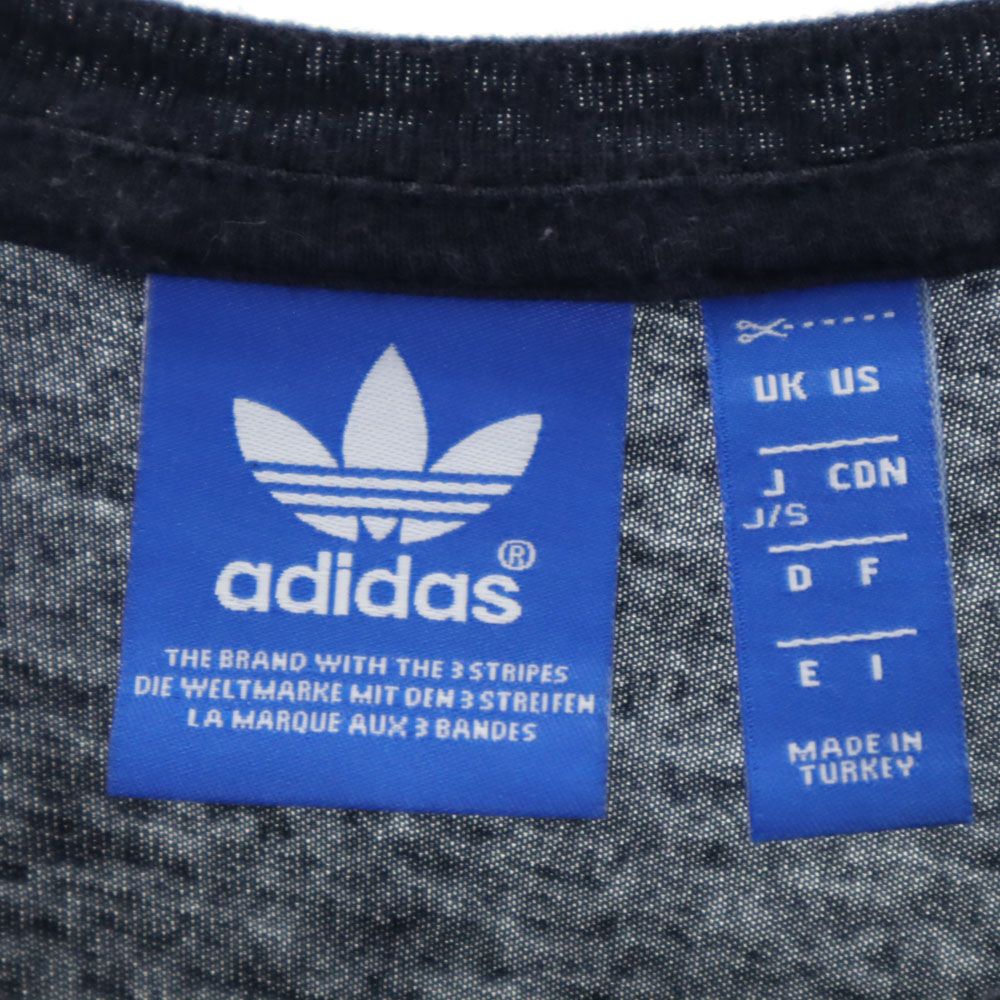 adidas®
THE BRAND WITH THE 3 STRIPES
DIE WELTMARKE MIT DEN 3 STREIFEN
LA MARQUE AUX 3 BANDES
UK US
J CDN
J/S
D F
E I
MADE IN
TURKEY